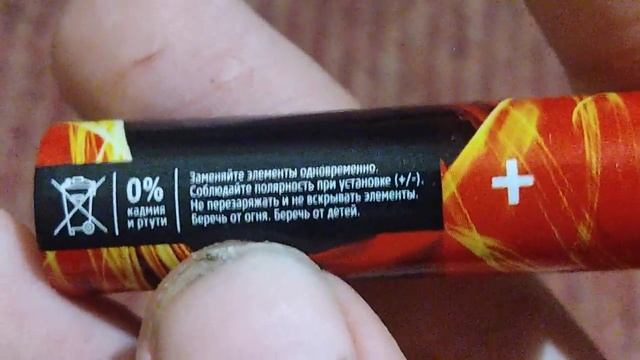 0%
кадмия
и ртути
Заменяйте элементы одновременно.
Соблюдайте полярность при установке (+/-).
Не перезаряжать и не вскрывать элементы.
Беречь от огня. Беречь от детей.
+